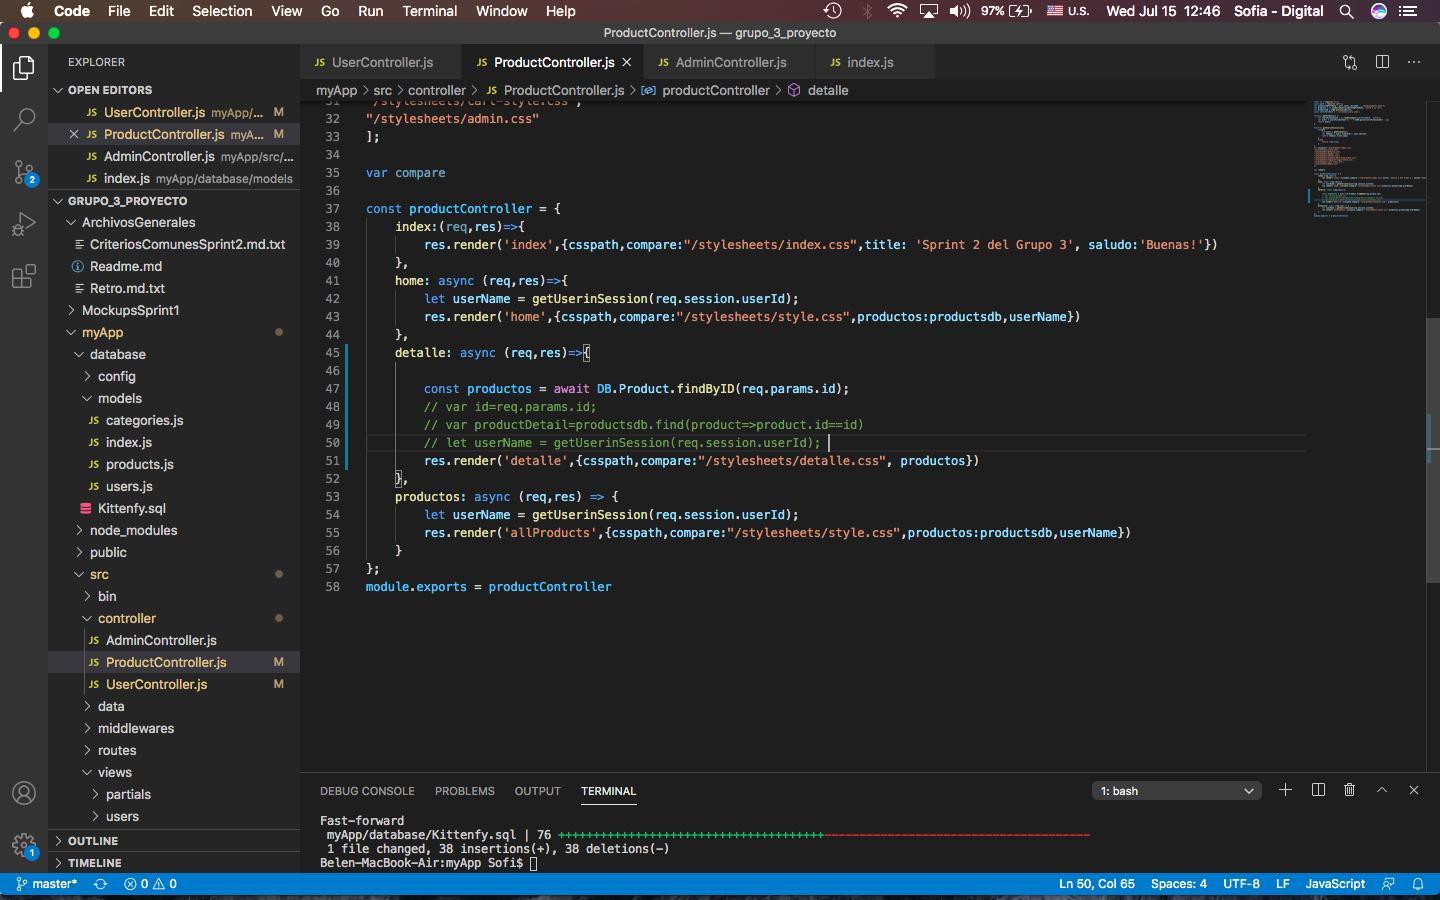 Code File Edit Selection View Go Run Terminal Window Help 97% U.S. Wed Jul 15 12:46 Sofia - Digital
ProductController.js — grupo_3_proyecto
EXPLORER
OPEN EDITORS
JS UserController.js myApp/... M
JS ProductController.js myA... M
JS AdminController.js myApp/src/...
JS index.js myApp/database/models
GRUPO_3_PROYECTO
ArchivosGenerales
CriteriosComunesSprint2.md.txt
Readme.md
Retro.md.txt
MockupsSprint1
myApp
database
config
models
JS categories.js
JS index.js
JS products.js
JS users.js
Kittenfy.sql
node_modules
public
src
bin
controller
JS AdminController.js
JS ProductController.js M
JS UserController.js M
data
middlewares
routes
views
partials
users
OUTLINE
TIMELINE
2
1
JS UserController.js JS ProductController.js JS AdminController.js JS index.js
myApp > src > controller > JS ProductController.js > productController > detalle
31 "/stylesheets/cart-style.css",
32 "/stylesheets/admin.css"
33 ];
34
35 var compare
36
37 const productController = {
38 index:(req,res)=>{
39 res.render('index',{csspath,compare:"/stylesheets/index.css",title: 'Sprint 2 del Grupo 3', saludo:'Buenas!'})
40 },
41 home: async (req,res)=>{
42 let userName = getUserinSession(req.session.userId);
43 res.render('home',{csspath,compare:"/stylesheets/style.css",productos:productsdb,userName})
44 },
45 detalle: async (req,res)=>{
46
47 const productos = await DB.Product.findByID(req.params.id);
48 // var id=req.params.id;
49 // var productDetail=productsdb.find(product=>product.id==id)
50 // let userName = getUserinSession(req.session.userId);
51 res.render('detalle',{csspath,compare:"/stylesheets/detalle.css", productos})
52 },
53 productos: async (req,res) => {
54 let userName = getUserinSession(req.session.userId);
55 res.render('allProducts',{csspath,compare:"/stylesheets/style.css",productos:productsdb,userName})
56 }
57 };
58 module.exports = productController
DEBUG CONSOLE PROBLEMS OUTPUT TERMINAL 1: bash
Fast-forward
myApp/database/Kittenfy.sql | 76 ++++++++++++++++++++++++++++++++++++++--------------------------------------
1 file changed, 38 insertions(+), 38 deletions(-)
Belen-MacBook-Air:myApp Sofi$
master* 0 0 Ln 50, Col 65 Spaces: 4 UTF-8 LF JavaScript